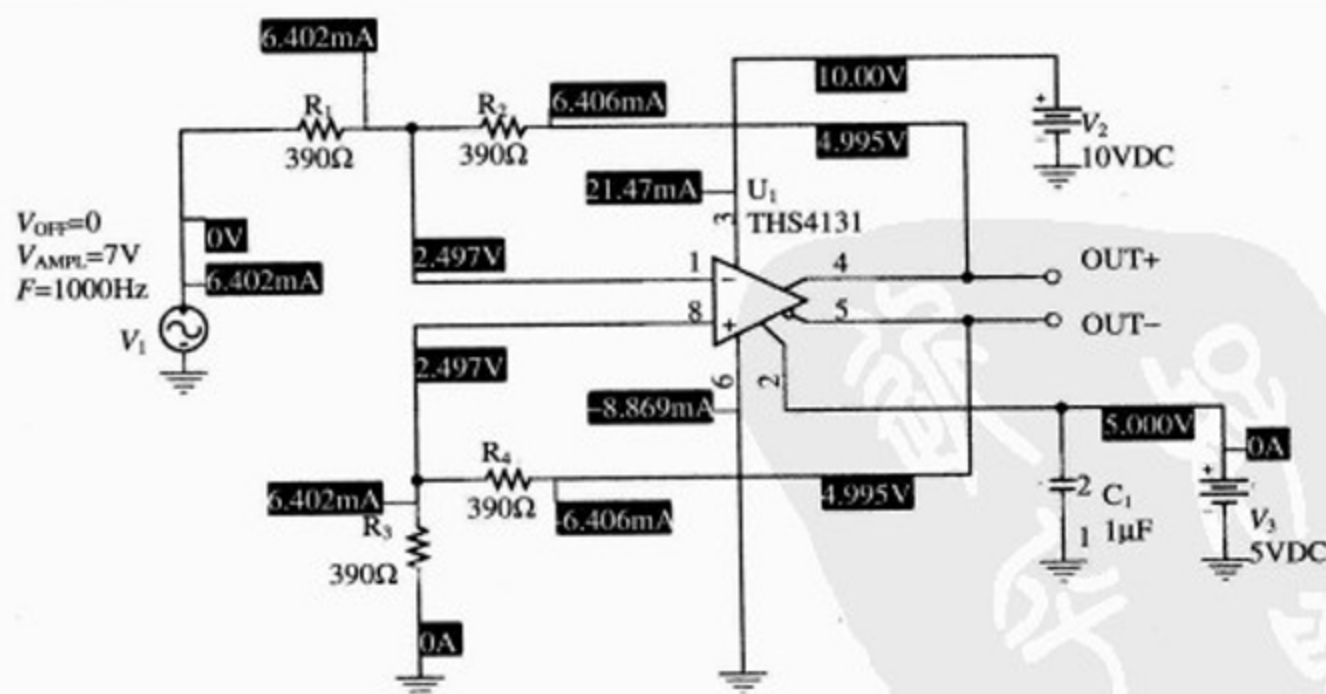 6.402mA
10.00V
R₁
R₂
6.406mA
V₂
390Ω
390Ω
4.995V
10VDC
21.47mA
U₁
3
THS4131
V_OFF=0
V_AMPL=7V
F=1000Hz
0V
2.497V
6.402mA
1
-
4
OUT+
8
+
5
OUT−
V₁
2.497V
6
2
-8.869mA
5.000V
0A
R₄
6.402mA
390Ω
4.995V
2
C₁
R₃
-6.406mA
1
1μF
V₃
390Ω
5VDC
0A